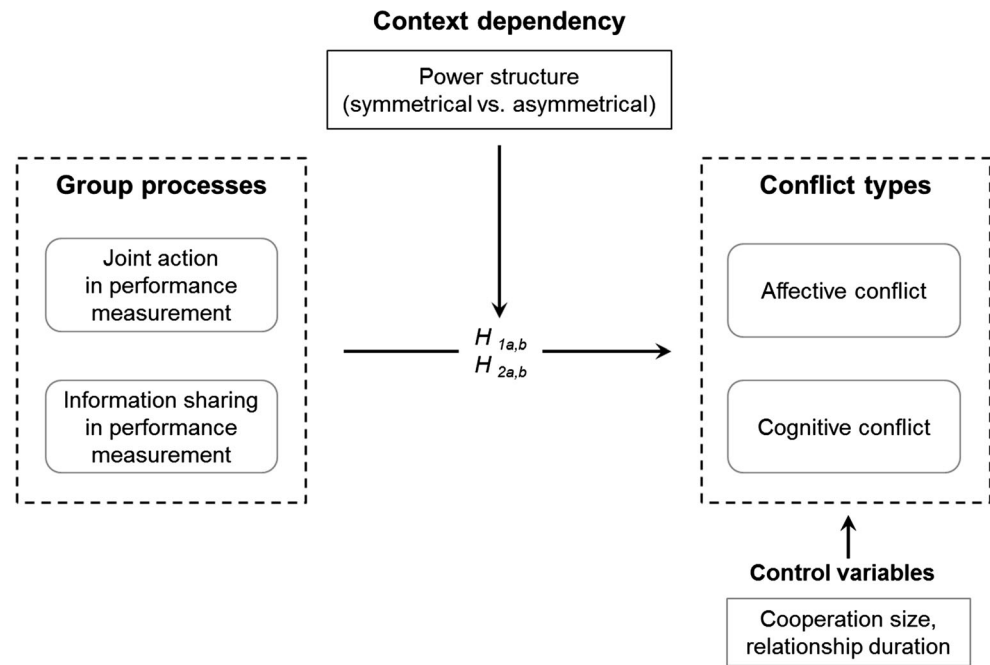 Context dependency
Power structure
(symmetrical vs. asymmetrical)
Group processes
Joint action
in performance
measurement
Information sharing
in performance
measurement
H 1a,b
H 2a,b
Conflict types
Affective conflict
Cognitive conflict
Control variables
Cooperation size,
relationship duration